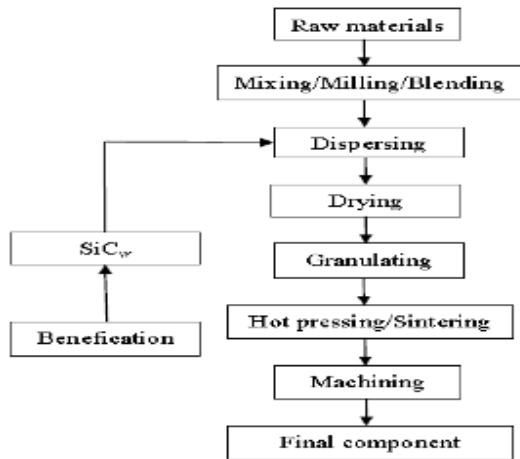 Raw materials
Mixing/Milling/Blending
Dispersing
Drying
SiCw
Granulating
Benefication
Hot pressing/Sintering
Machining
Final component